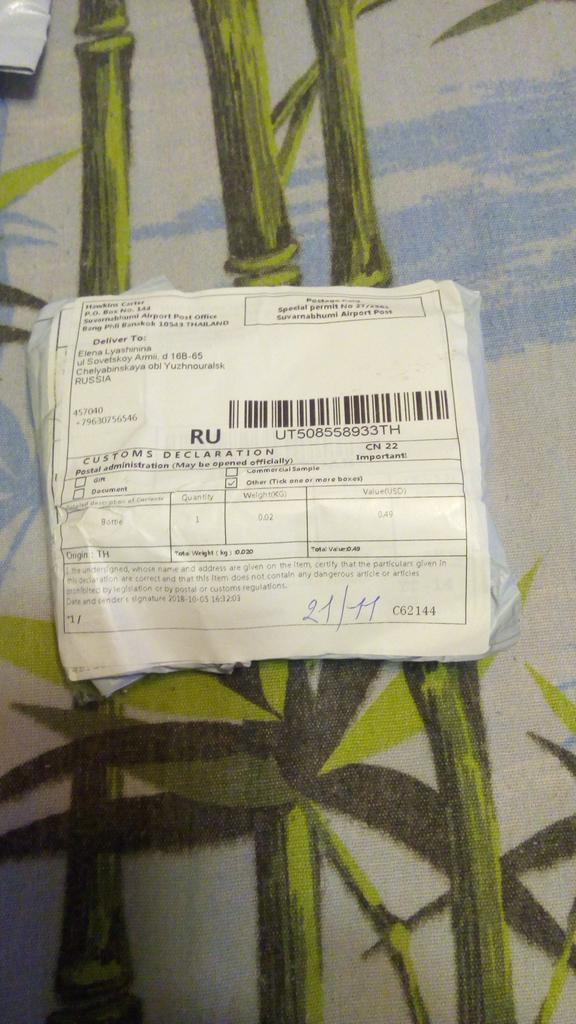 Hawkins Carter
P.O. Box No. 144
Suvarnabhumi Airport Post Office
Bang Phli Bangkok 10543 THAILAND
Special permit No
Suvarnabhumi Airport Post
Deliver To:
Elena Lyashinina
ul Sovetskoy Armii, d 16B-65
Chelyabinskaya obl Yuzhnouralsk
RUSSIA
457040
+79630756546
RU
UT508558933TH
CUSTOMS DECLARATION
CN 22
Postal administration (May be opened officially)
Important!
Gift
Commercial Sample
Document
Other (Tick one or more boxes)
Detailed description of Contents
Quantity
Weight(KG)
Value(USD)
Bottle
1
0.02
0.49
Origin : TH
Total Weight ( kg ) :0.020
Total Value:0.49
I, the undersigned, whose name and address are given on the item, certify that the particulars given in
this declaration are correct and that this item does not contain any dangerous article or articles
prohibited by legislation or by postal or customs regulations.
Date and sender's signature 2018-10-05 16:32:03
21/11
C62144
*1 /